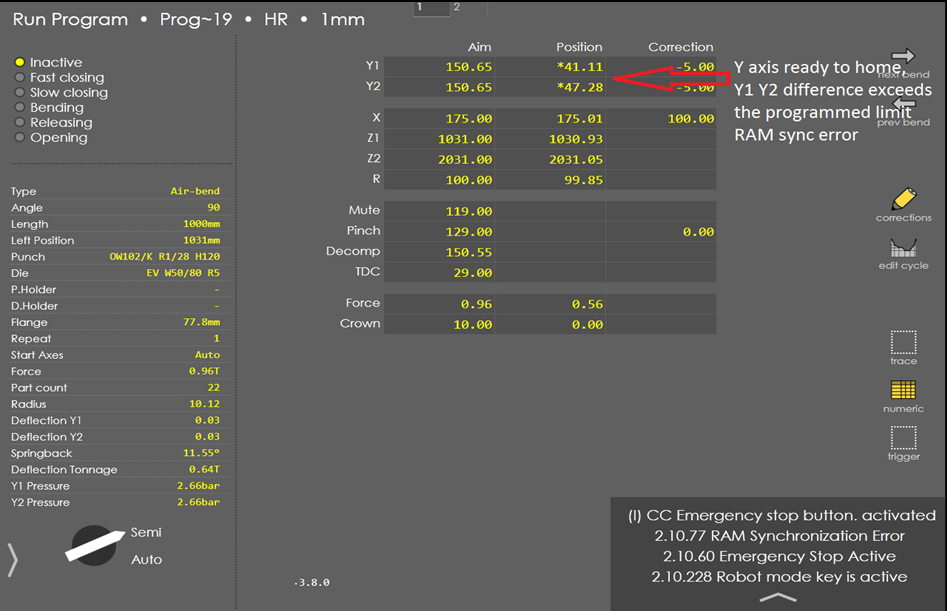 1 2
Run Program • Prog~19 • HR • 1mm
Inactive
Fast closing
Slow closing
Bending
Releasing
Opening
Aim Position Correction
Y1 150.65 *41.11 -5.00
Y2 150.65 *47.28 -5.00
X 175.00 175.01 100.00
Z1 1031.00 1030.93
Z2 2031.00 2031.05
R 100.00 99.85
Mute 119.00
Pinch 129.00 0.00
Decomp 150.55
TDC 29.00
Force 0.96 0.56
Crown 10.00 0.00
Y axis ready to home,
Y1 Y2 difference exceeds
the programmed limit
RAM sync error
next bend
prev bend
corrections
edit cycle
trace
numeric
trigger
Type Air-bend
Angle 90
Length 1000mm
Left Position 1031mm
Punch OW102/K R1/28 H120
Die EV W50/80 R5
P.Holder -
D.Holder -
Flange 77.8mm
Repeat 1
Start Axes Auto
Force 0.96T
Part count 22
Radius 10.12
Deflection Y1 0.03
Deflection Y2 0.03
Springback 11.55º
Deflection Tonnage 0.64T
Y1 Pressure 2.66bar
Y2 Pressure 2.66bar
Semi
Auto
-3.8.0
(I) CC Emergency stop button. activated
2.10.77 RAM Synchronization Error
2.10.60 Emergency Stop Active
2.10.228 Robot mode key is active